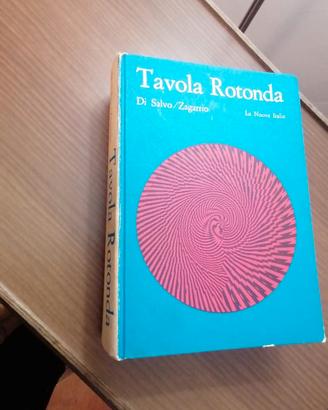 Tavola Rotonda
Di Salvo/Zagarrio
La Nuova Italia
Tavola Rotonda